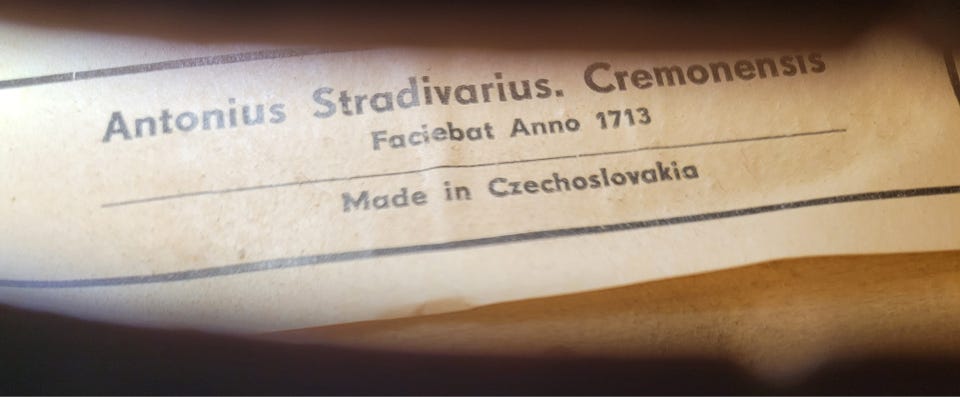 Antonius Stradivarius. Cremonensis
Faciebat Anno 1713
Made in Czechoslovakia